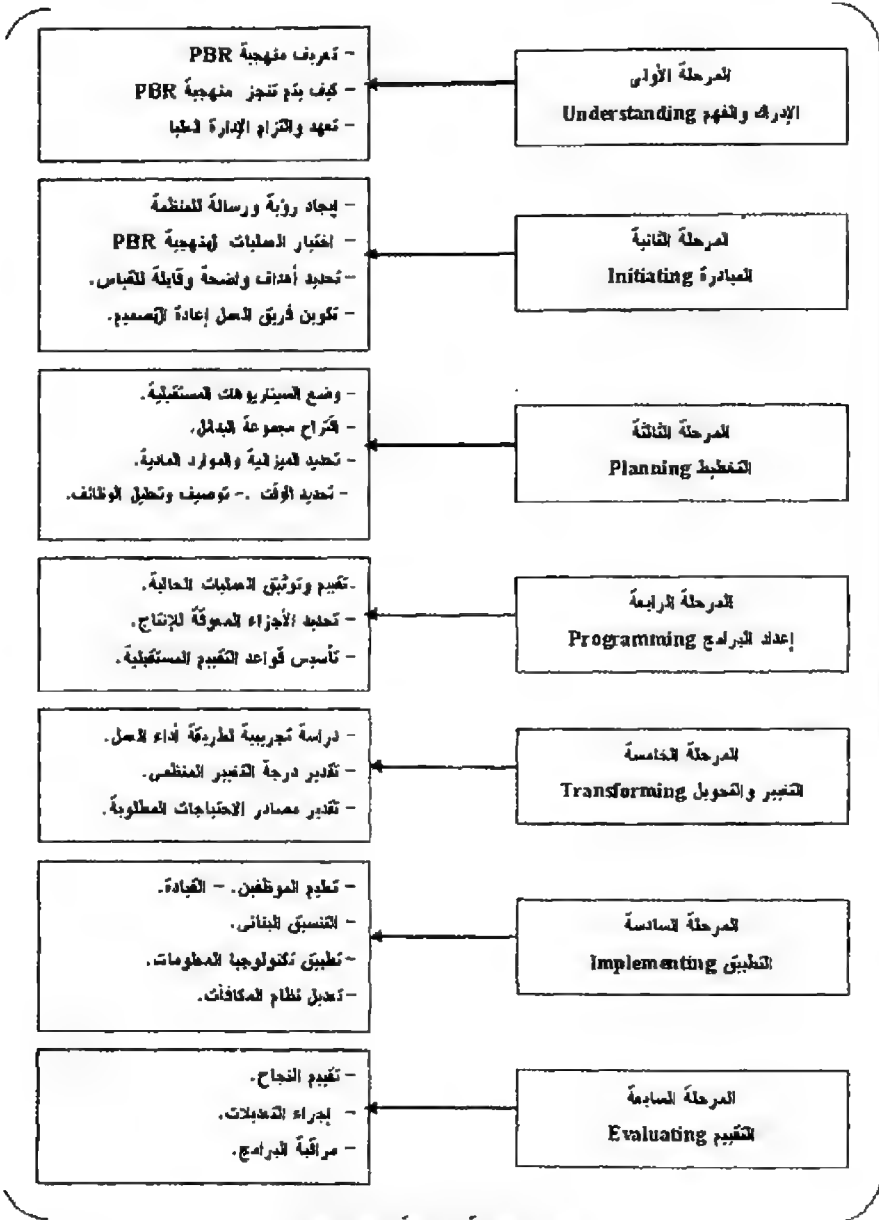 المرحلة الأولى
الإدراك والفهم Understanding
- تعريف منهجية PBR
- كيف يتم تنجز منهجية PBR
- تعهد والتزام الإدارة العليا
المرحلة الثانية
المبادرة Initiating
- إيجاد رؤية ورسالة للمنظمة
- اختيار العمليات لمنهجية PBR
- تحديد أهداف واضحة وقابلة للقياس.
- تكوين فريق العمل إعادة التصميم.
المرحلة الثالثة
التخطيط Planning
- وضع السيناريوهات المستقبلية.
- اقتراح مجموعة البدائل.
- تحديد الميزانية والموارد المادية.
- تحديد الوقت .- توصيف وتحليل الوظائف.
المرحلة الرابعة
إعداد البرامج Programming
-تقييم وتوثيق العمليات الحالية.
- تحديد الأجزاء المعوقة للإنتاج.
- تأسيس قواعد التقييم المستقبلية.
المرحلة الخامسة
التغيير والتحويل Transforming
- دراسة تجريبية لطريقة أداء العمل.
- تقدير درجة التغيير المنظمى.
- تقدير مصادر الاحتياجات المطلوبة.
المرحلة السادسة
التطبيق Implementing
- تعليم الموظفين. - القيادة.
- التنسيق البنائى.
-تطبيق تكنولوجيا المعلومات.
-تعديل نظام المكافآت.
المرحلة السابعة
التقييم Evaluating
- تقييم النجاح.
- إجراء التعديلات.
- مراقبة البرامج.